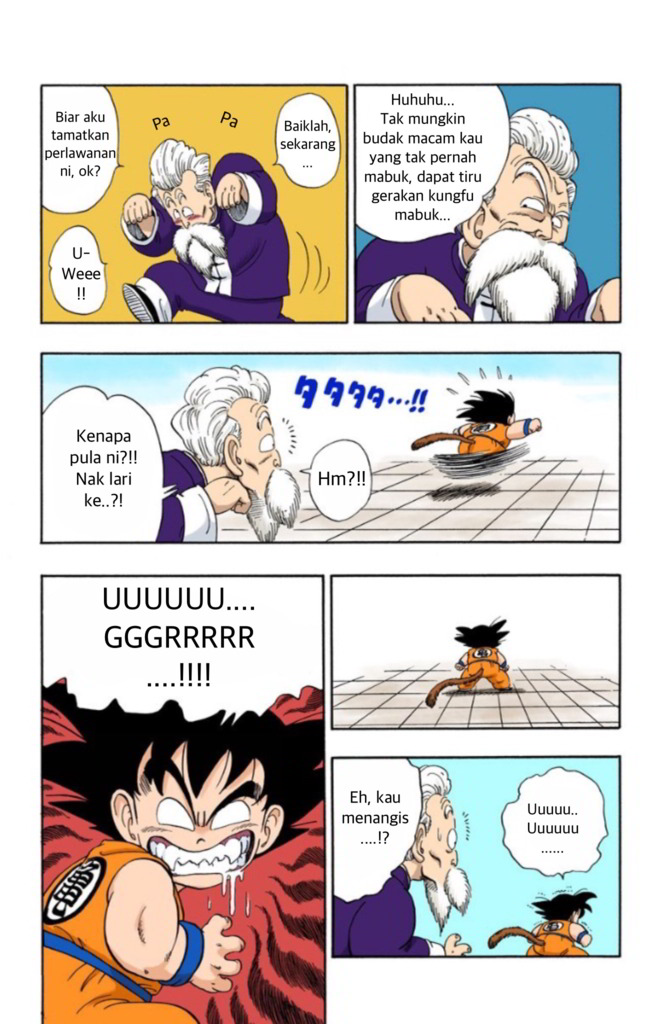 Biar aku
tamatkan
perlawanan
ni, ok?
Pa
Pa
Baiklah,
sekarang
...
U-
Weee
!!
Huhuhu...
Tak mungkin
budak macam kau
yang tak pernah
mabuk, dapat tiru
gerakan kungfu
mabuk...
Kenapa
pula ni?!!
Nak lari
ke..?!
Hm?!!
タタタタ...!!
UUUUUU....
GGGRRRRR
....!!!!
Eh, kau
menangis
....!?
Uuuuu..
Uuuuuu
......